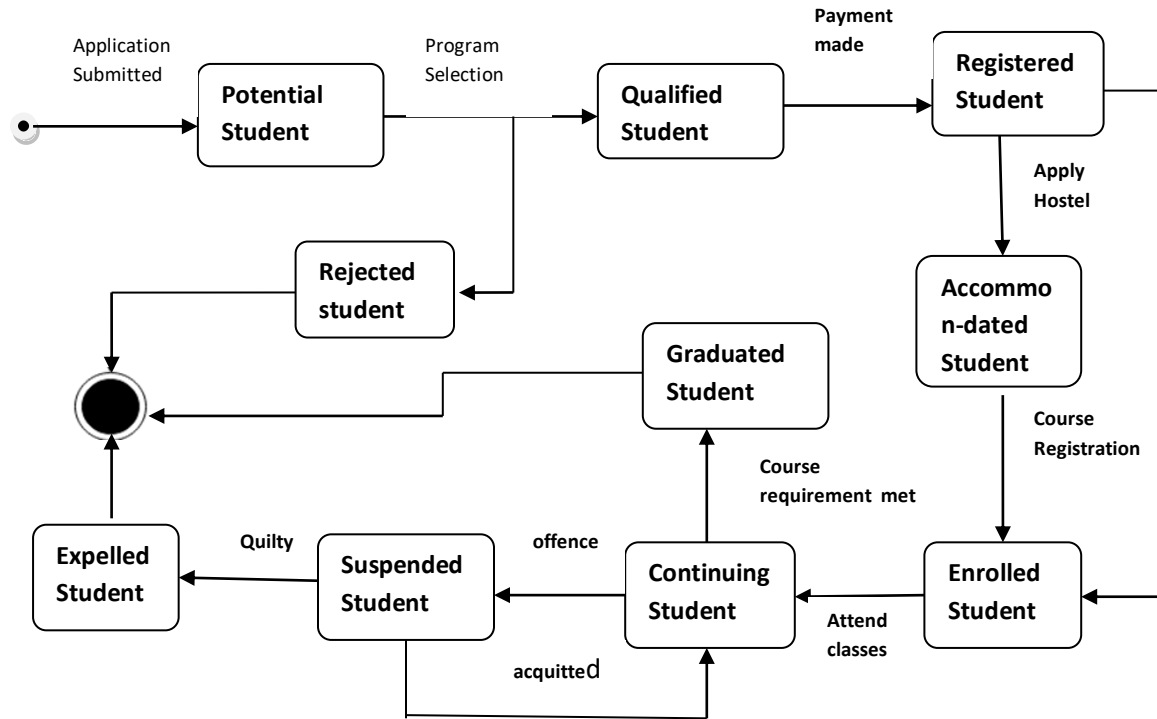 Application
Submitted
Potential
Student
Program
Selection
Qualified
Student
Payment
made
Registered
Student
Apply
Hostel
Rejected
student
Accommo
n-dated
Student
Graduated
Student
Course
Registration
Course
requirement met
Expelled
Student
Quilty
Suspended
Student
offence
Continuing
Student
Attend
classes
Enrolled
Student
acquitted